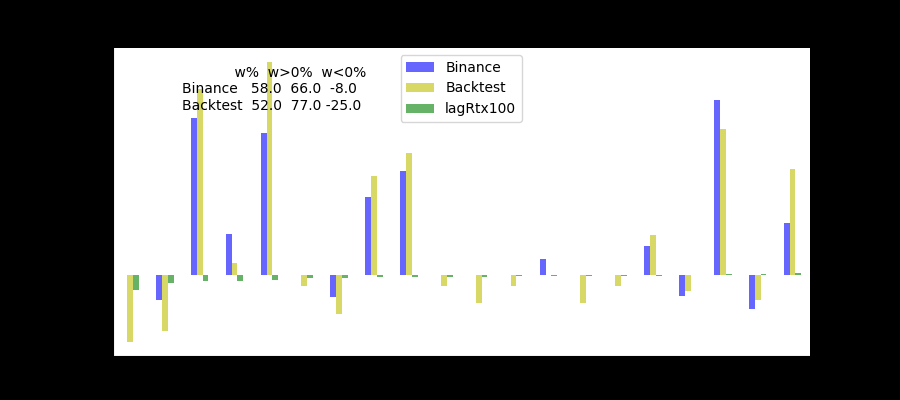 w% w>0% w<0%
Binance 58.0 66.0 -8.0
Backtest 52.0 77.0 -25.0
Binance
Backtest
lagRtx100